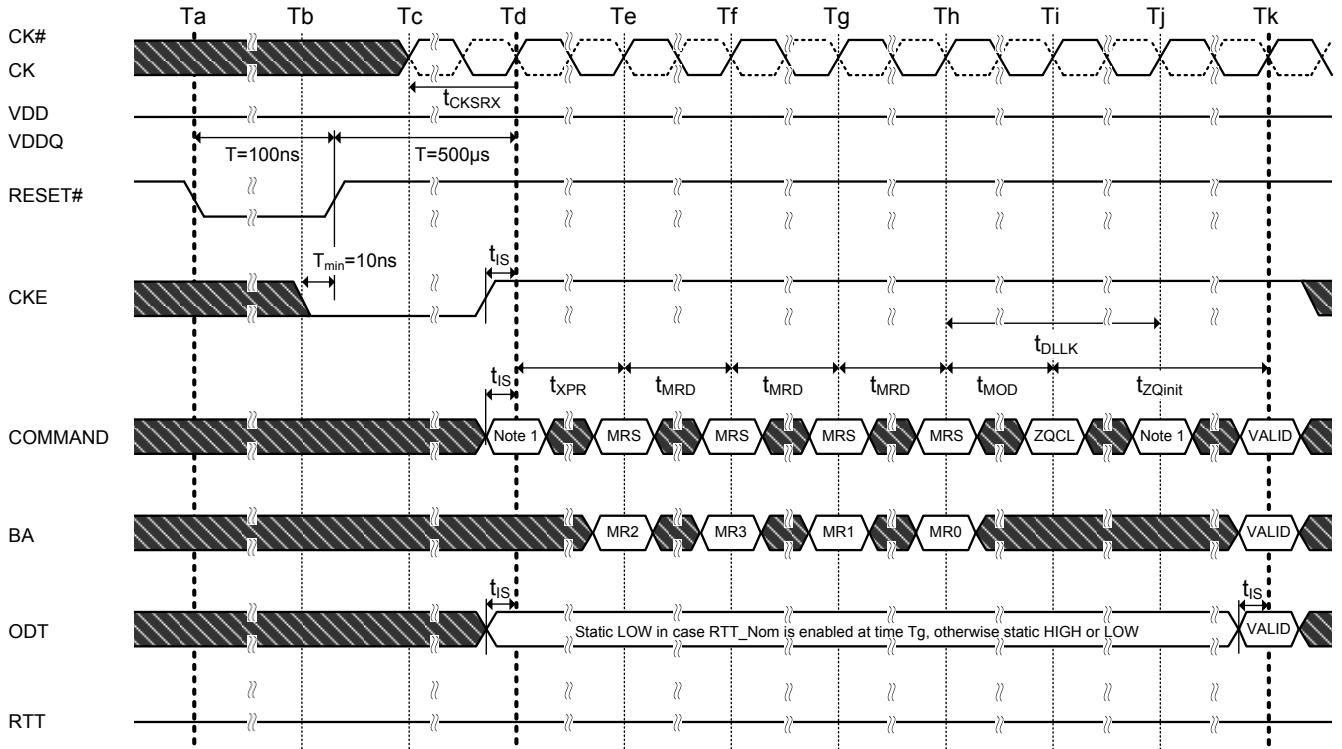 Ta Tb Tc Td Te Tf Tg Th Ti Tj Tk
CK#
CK
tCKSRX
VDD
VDDQ
T=100ns T=500µs
RESET#
Tmin=10ns tIS
CKE
tDLLK
tIS tXPR tMRD tMRD tMRD tMOD tZQinit
COMMAND Note 1 MRS MRS MRS MRS ZQCL Note 1 VALID
BA MR2 MR3 MR1 MR0 VALID
tIS tIS
ODT Static LOW in case RTT_Nom is enabled at time Tg, otherwise static HIGH or LOW VALID
RTT